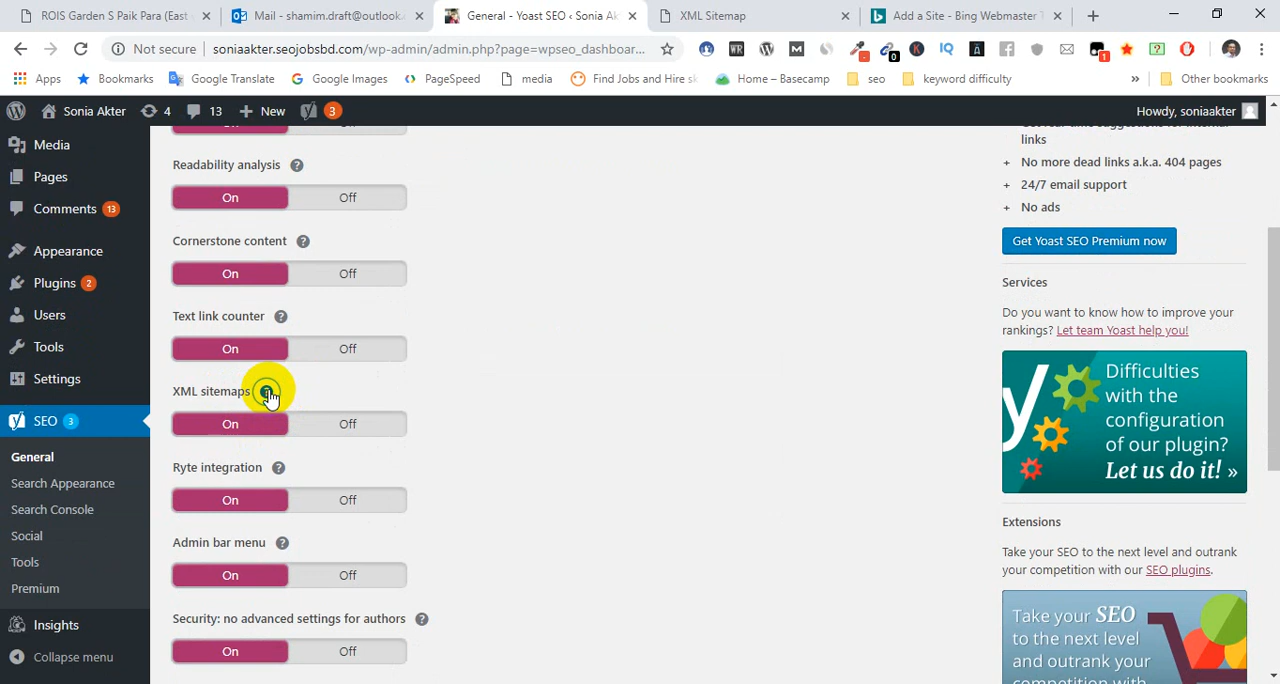 ROIS Garden S Paik Para (East
Mail - shamim.draft@outlook.
General - Yoast SEO ‹ Sonia Ak
XML Sitemap
Add a Site - Bing Webmaster T
Not secure
soniaakter.seojobsbd.com/wp-admin/admin.php?page=wpseo_dashboar...
Apps
Bookmarks
Google Translate
Google Images
PageSpeed
media
Find Jobs and Hire sk
Home – Basecamp
seo
keyword difficulty
»
Other bookmarks
Sonia Akter
4
13
New
3
Howdy, soniaakter
Media
Pages
Comments 13
Appearance
Plugins 2
Users
Tools
Settings
SEO 3
General
Search Appearance
Search Console
Social
Tools
Premium
Insights
Collapse menu
Readability analysis ?
On Off
Cornerstone content ?
On Off
Text link counter ?
On Off
XML sitemaps
On Off
Ryte integration ?
On Off
Admin bar menu ?
On Off
Security: no advanced settings for authors ?
On Off
links
+ No more dead links a.k.a. 404 pages
+ 24/7 email support
+ No ads
Get Yoast SEO Premium now
Services
Do you want to know how to improve your
rankings? Let team Yoast help you!
Difficulties
with the
configuration
of our plugin?
Let us do it! »
Extensions
Take your SEO to the next level and outrank
your competition with our SEO plugins.
Take your SEO
to the next level
and outrank
your competition with